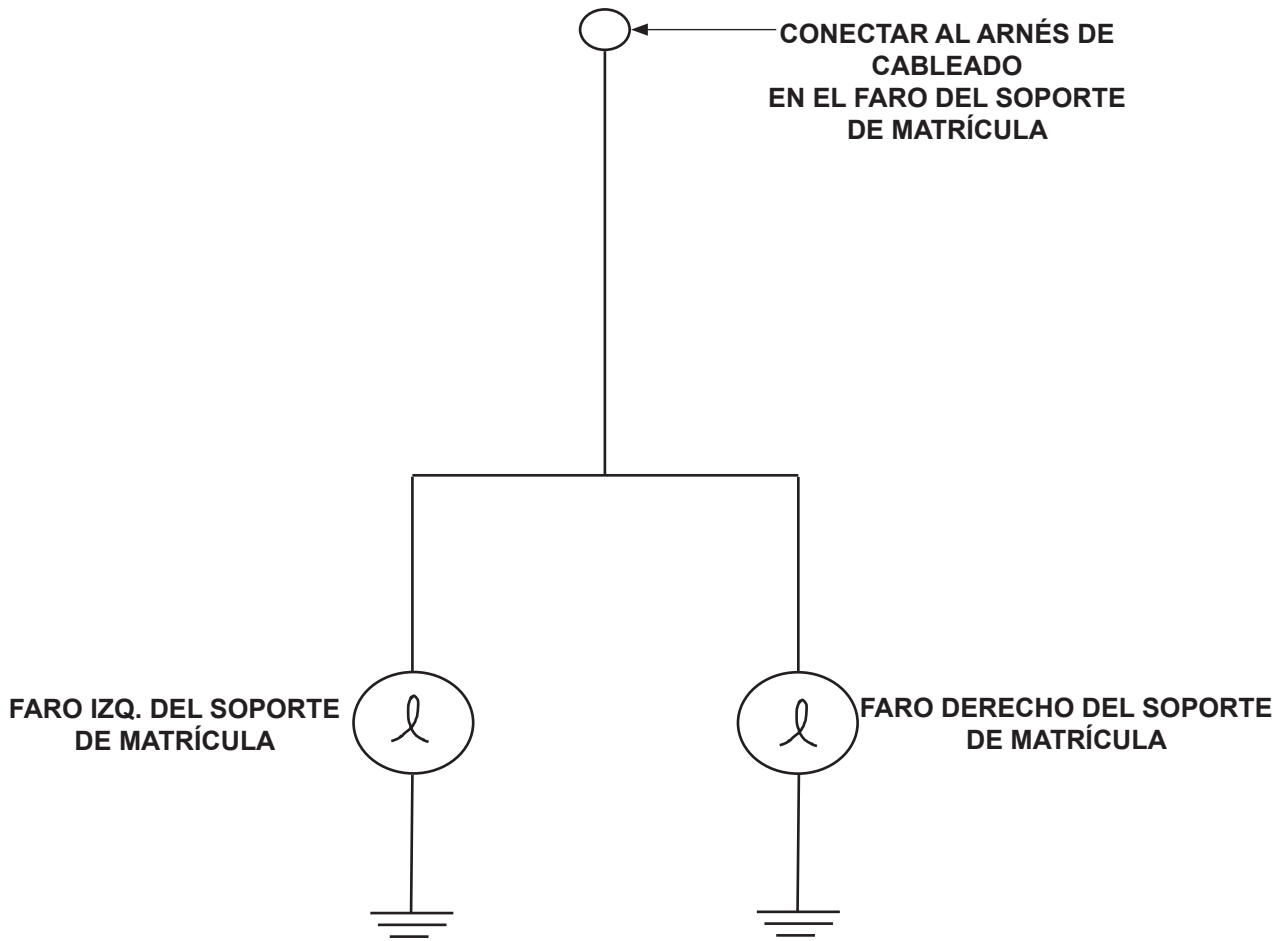 CONECTAR AL ARNÉS DE
CABLEADO
EN EL FARO DEL SOPORTE
DE MATRÍCULA
FARO IZQ. DEL SOPORTE
DE MATRÍCULA
FARO DERECHO DEL SOPORTE
DE MATRÍCULA